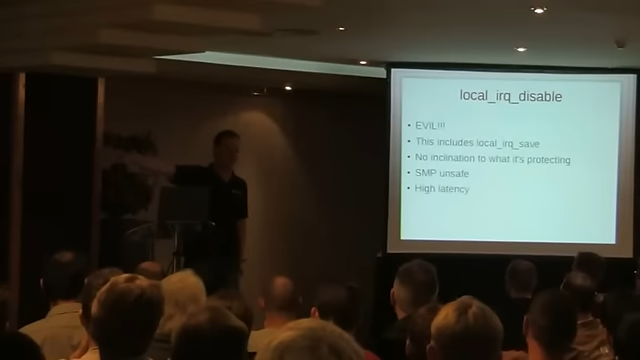 local_irq_disable
• EVIL!!!
• This includes local_irq_save
• No inclination to what it's protecting
• SMP unsafe
• High latency